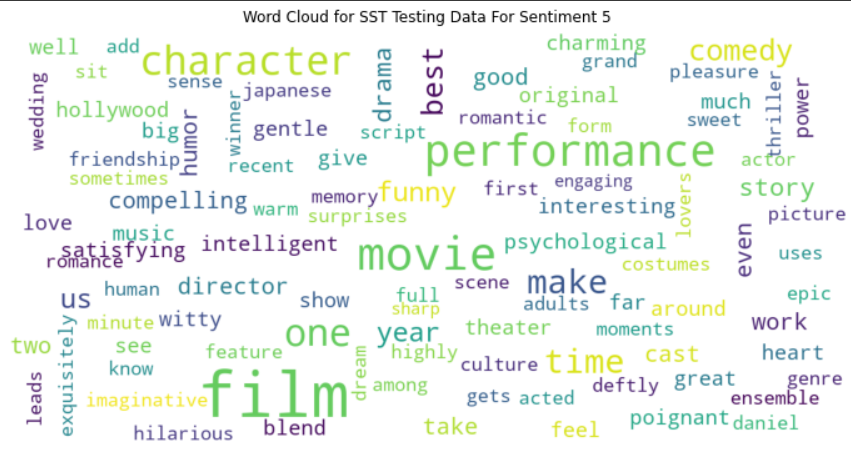 Word Cloud for SST Testing Data For Sentiment 5
well add character drama best charming comedy
sit sense grand pleasure
wedding hollywood japanese good original much thriller power
big humor winner gentle script romantic form sweet
friendship recent give performance actor
sometimes compelling memory funny first engaging lovers story
love warm surprises interesting picture
music satisfying intelligent movie psychological even uses
romance human director show full scene make costumes epic
us sharp adults far around
minute witty one year theater moments work
two exquisitely see feature dream highly culture time cast heart
know film among deftly great genre
leads imaginative gets acted ensemble
hilarious blend take feel poignant daniel